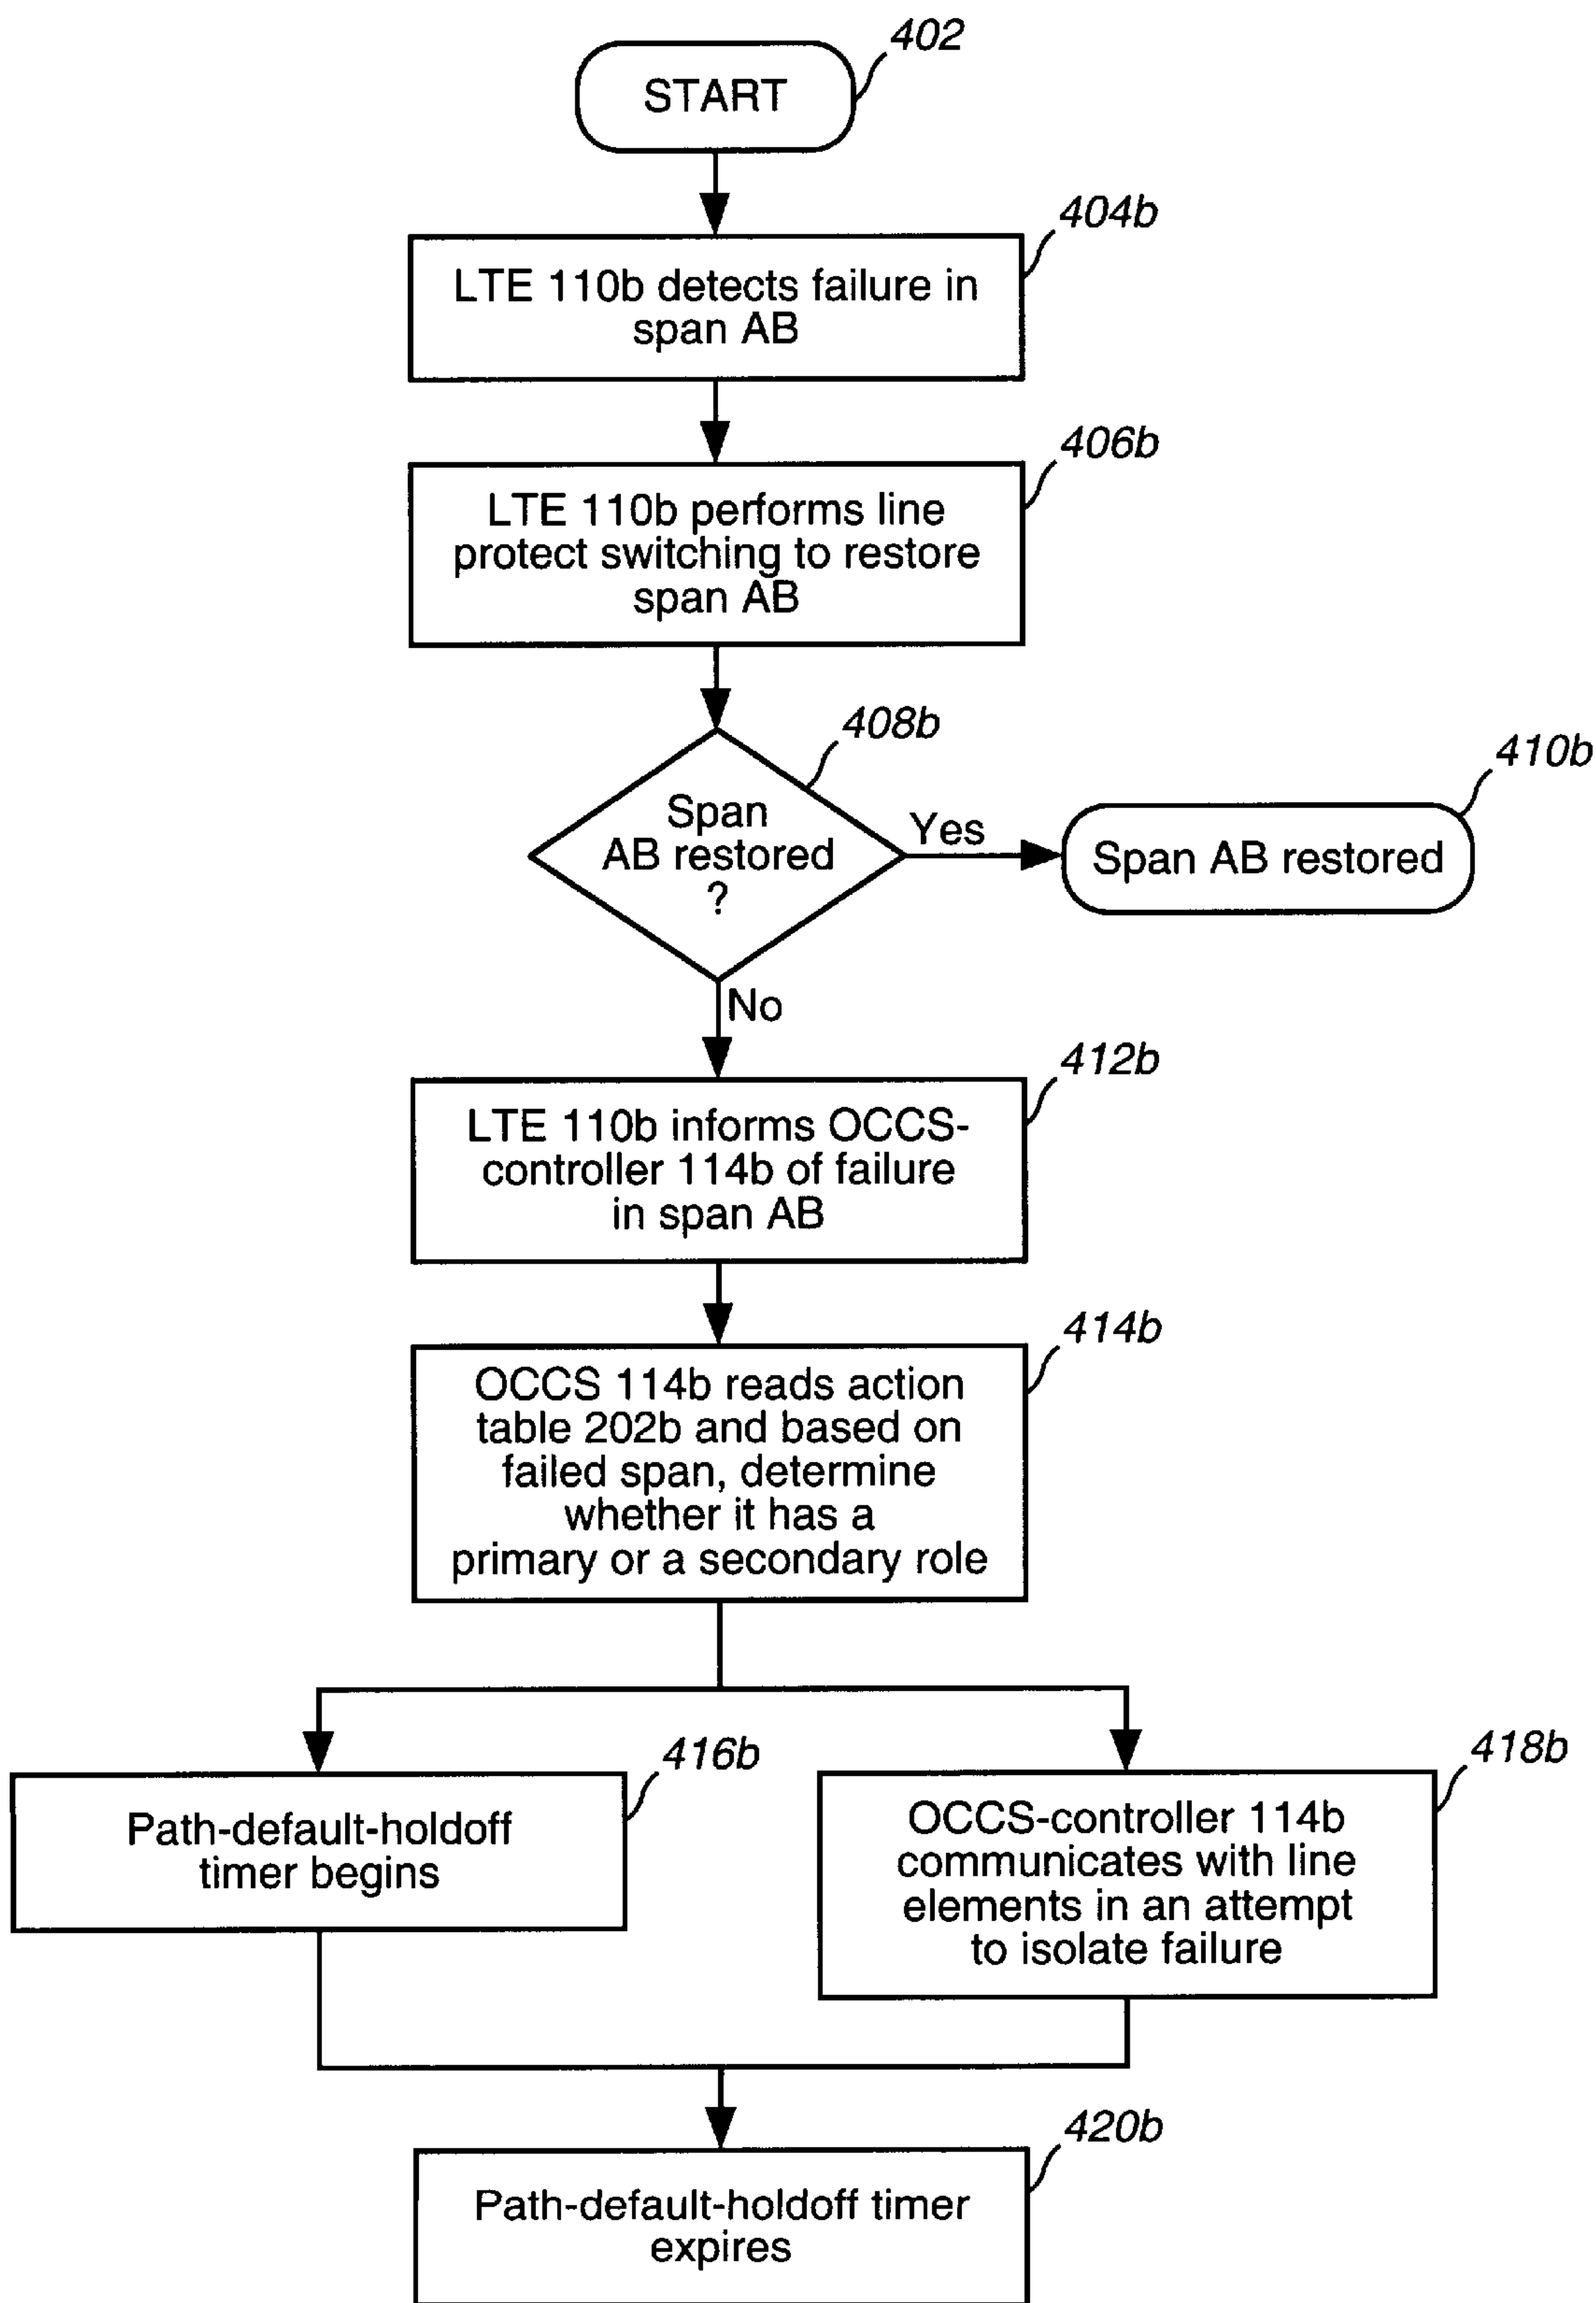 402
START
404b
LTE 110b detects failure in
span AB
406b
LTE 110b performs line
protect switching to restore
span AB
408b
Span
AB restored
?
Yes
410b
Span AB restored
No
412b
LTE 110b informs OCCS-
controller 114b of failure
in span AB
414b
OCCS 114b reads action
table 202b and based on
failed span, determine
whether it has a
primary or a secondary role
416b
Path-default-holdoff
timer begins
418b
OCCS-controller 114b
communicates with line
elements in an attempt
to isolate failure
420b
Path-default-holdoff timer
expires